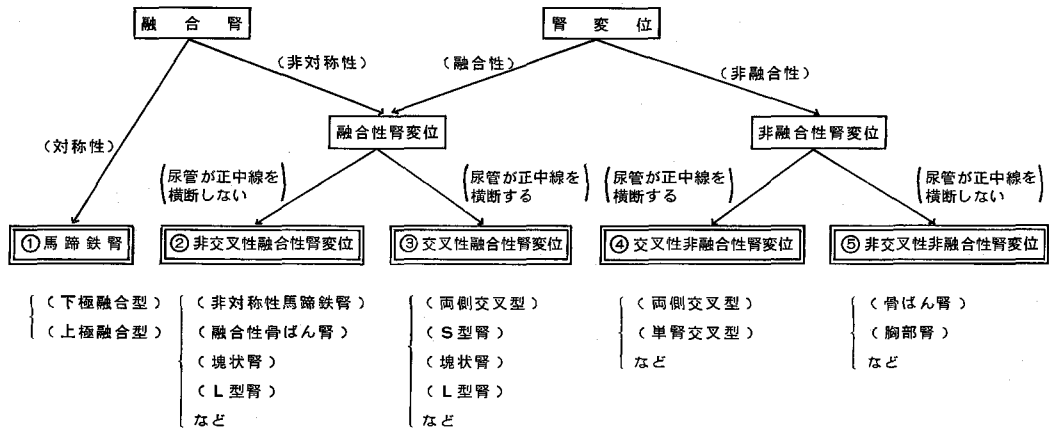 融合腎
腎変位
(非対称性)
(融合性)
(非融合性)
(対称性)
融合性腎変位
非融合性腎変位
(尿管が正中線を
横断しない)
(尿管が正中線を
横断する)
(尿管が正中線を
横断する)
(尿管が正中線を
横断しない)
①馬蹄鉄腎
②非交叉性融合性腎変位
③交叉性融合性腎変位
④交叉性非融合性腎変位
⑤非交叉性非融合性腎変位
(下極融合型)
(上極融合型)
(非対称性馬蹄鉄腎)
(融合性骨ばん腎)
(塊状腎)
(L型腎)
など
(両側交叉型)
(S型腎)
(塊状腎)
(L型腎)
など
(両側交叉型)
(単腎交叉型)
など
(骨ばん腎)
(胸部腎)
など